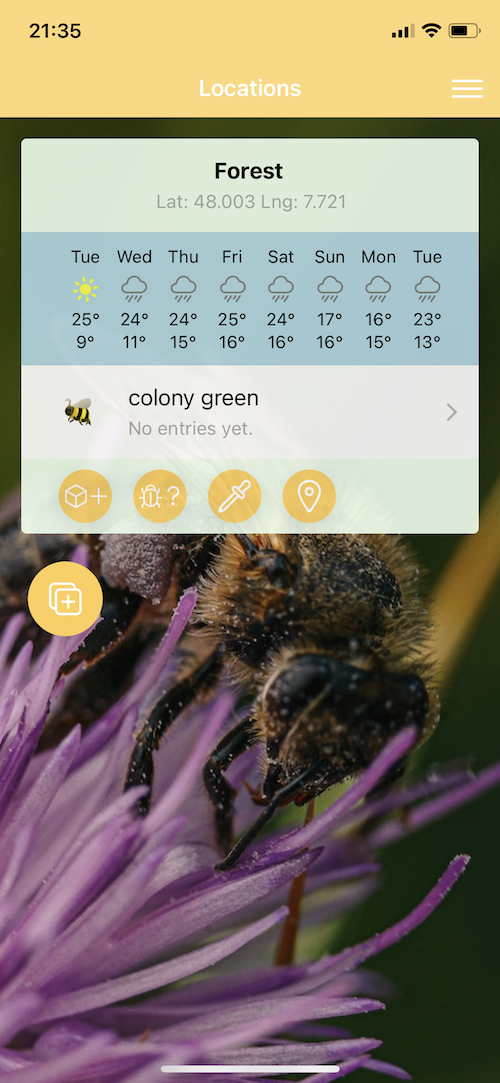 21:35
Locations
Forest
Lat: 48.003 Lng: 7.721
Tue Wed Thu Fri Sat Sun Mon Tue
25° 24° 24° 25° 24° 17° 16° 23°
9° 11° 15° 16° 16° 16° 15° 13°
colony green
No entries yet.
+ ?